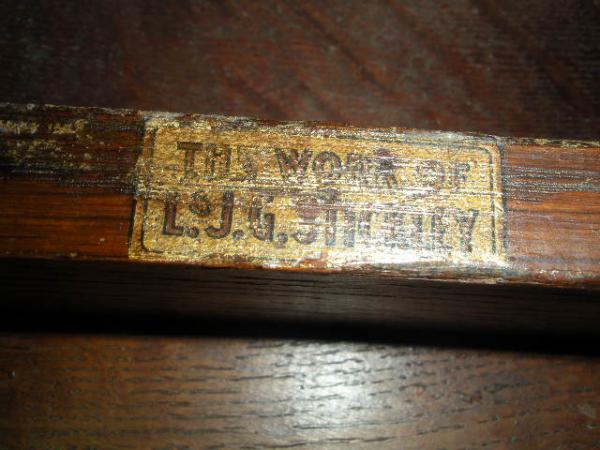 THE WORK OF
L. & J.G. STICKLEY